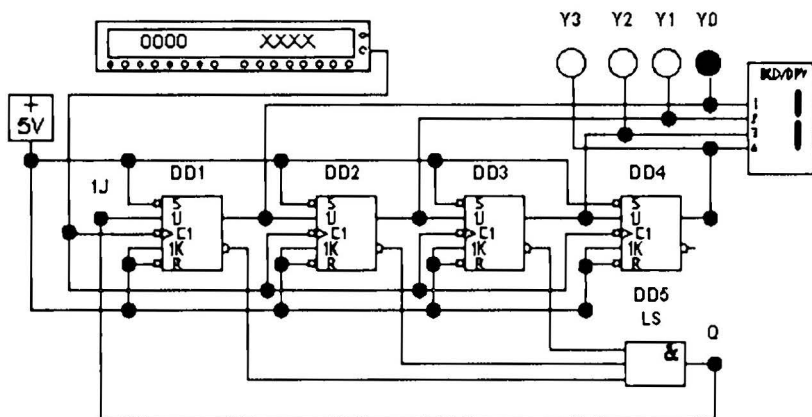 Y3 Y2 Y1 Y0
0000 XXXX
+
5V
1
2
3
4
1J DD1 DD2 DD3 DD4
S S S S
U U U U
C1 C1 C1 C1
1K 1K 1K 1K
R R R R
DD5
LS Q
&